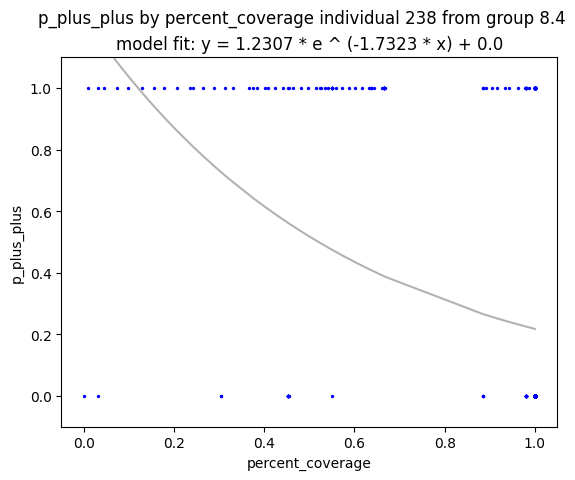 p_plus_plus by percent_coverage individual 238 from group 8.4
model fit: y = 1.2307 * e ^ (-1.7323 * x) + 0.0
1.0
0.8
0.6
0.4
0.2
0.0
p_plus_plus
0.0 0.2 0.4 0.6 0.8 1.0
percent_coverage